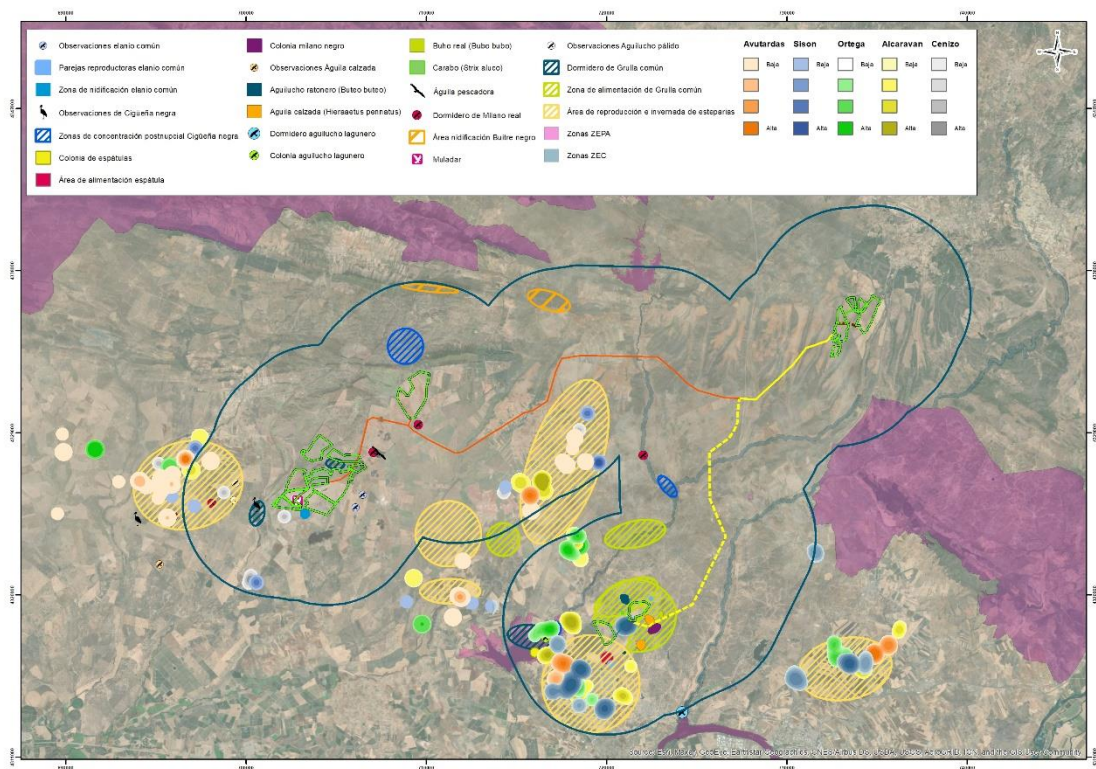 Observaciones elanio común
Parejas reproductoras elanio común
Zona de nidificación elanio común
Observaciones de Cigüeña negra
Zonas de concentración postnupcial Cigüeña negra
Colonia de espátulas
Área de alimentación espátula
Colonia milano negro
Observaciones Águila calzada
Aguilucho ratonero (Buteo buteo)
Aguila calzada (Hieraetus pennatus)
Dormidero aguilucho lagunero
Colonia aguilucho lagunero
Buho real (Bubo bubo)
Carabo (Strix aluco)
Águila pescadora
Dormidero de Milano real
Área nidificación Buitre negro
Muladar
Observaciones Aguilucho pálido
Dormidero de Grulla común
Zona de alimentación de Grulla común
Área de reproducción e invernada de esteparias
Zonas ZEPA
Zonas ZEC
Avutardas Sison Ortega Alcaravan Cenizo
Baja Baja Baja Baja Baja
Alta Alta Alta Alta Alta